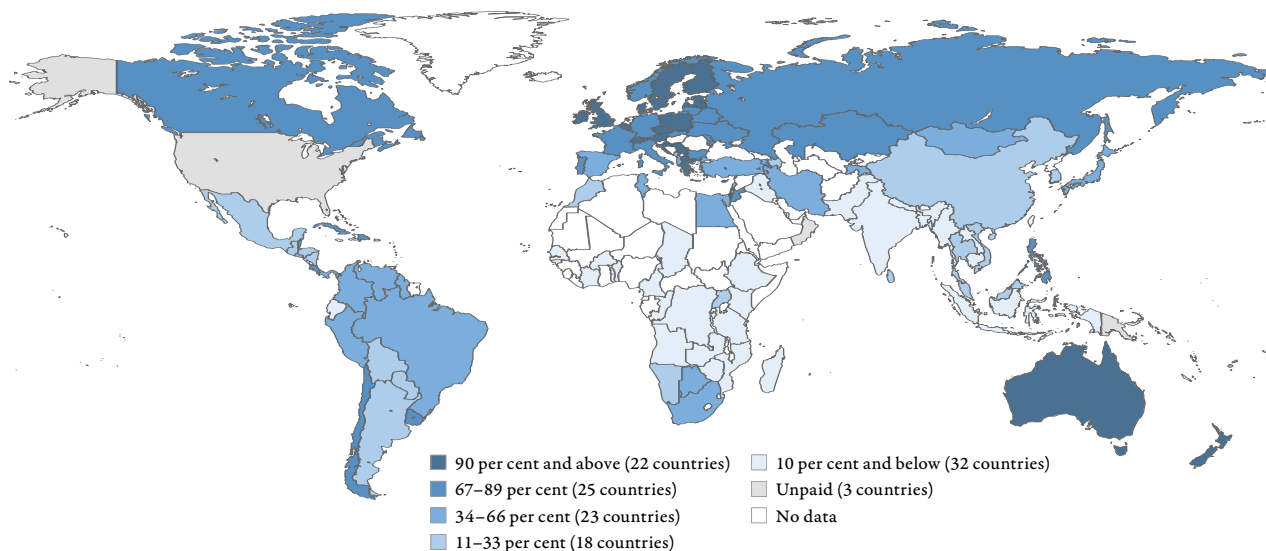 90 per cent and above (22 countries)
67–89 per cent (25 countries)
34–66 per cent (23 countries)
11–33 per cent (18 countries)
10 per cent and below (32 countries)
Unpaid (3 countries)
No data